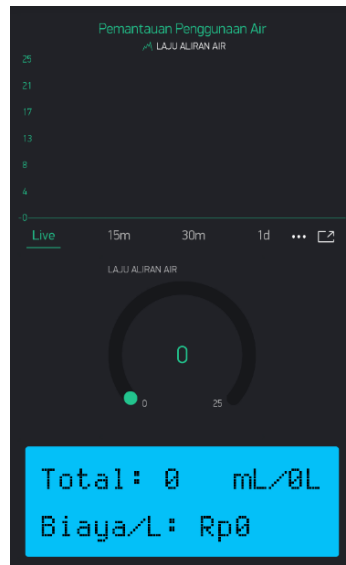 Pemantauan Penggunaan Air
LAJU ALIRAN AIR
25
21
17
13
8
4
0
Live 15m 30m 1d •••
LAJU ALIRAN AIR
0
0 25
Total: 0 mL/0L
Biaya/L: Rp0